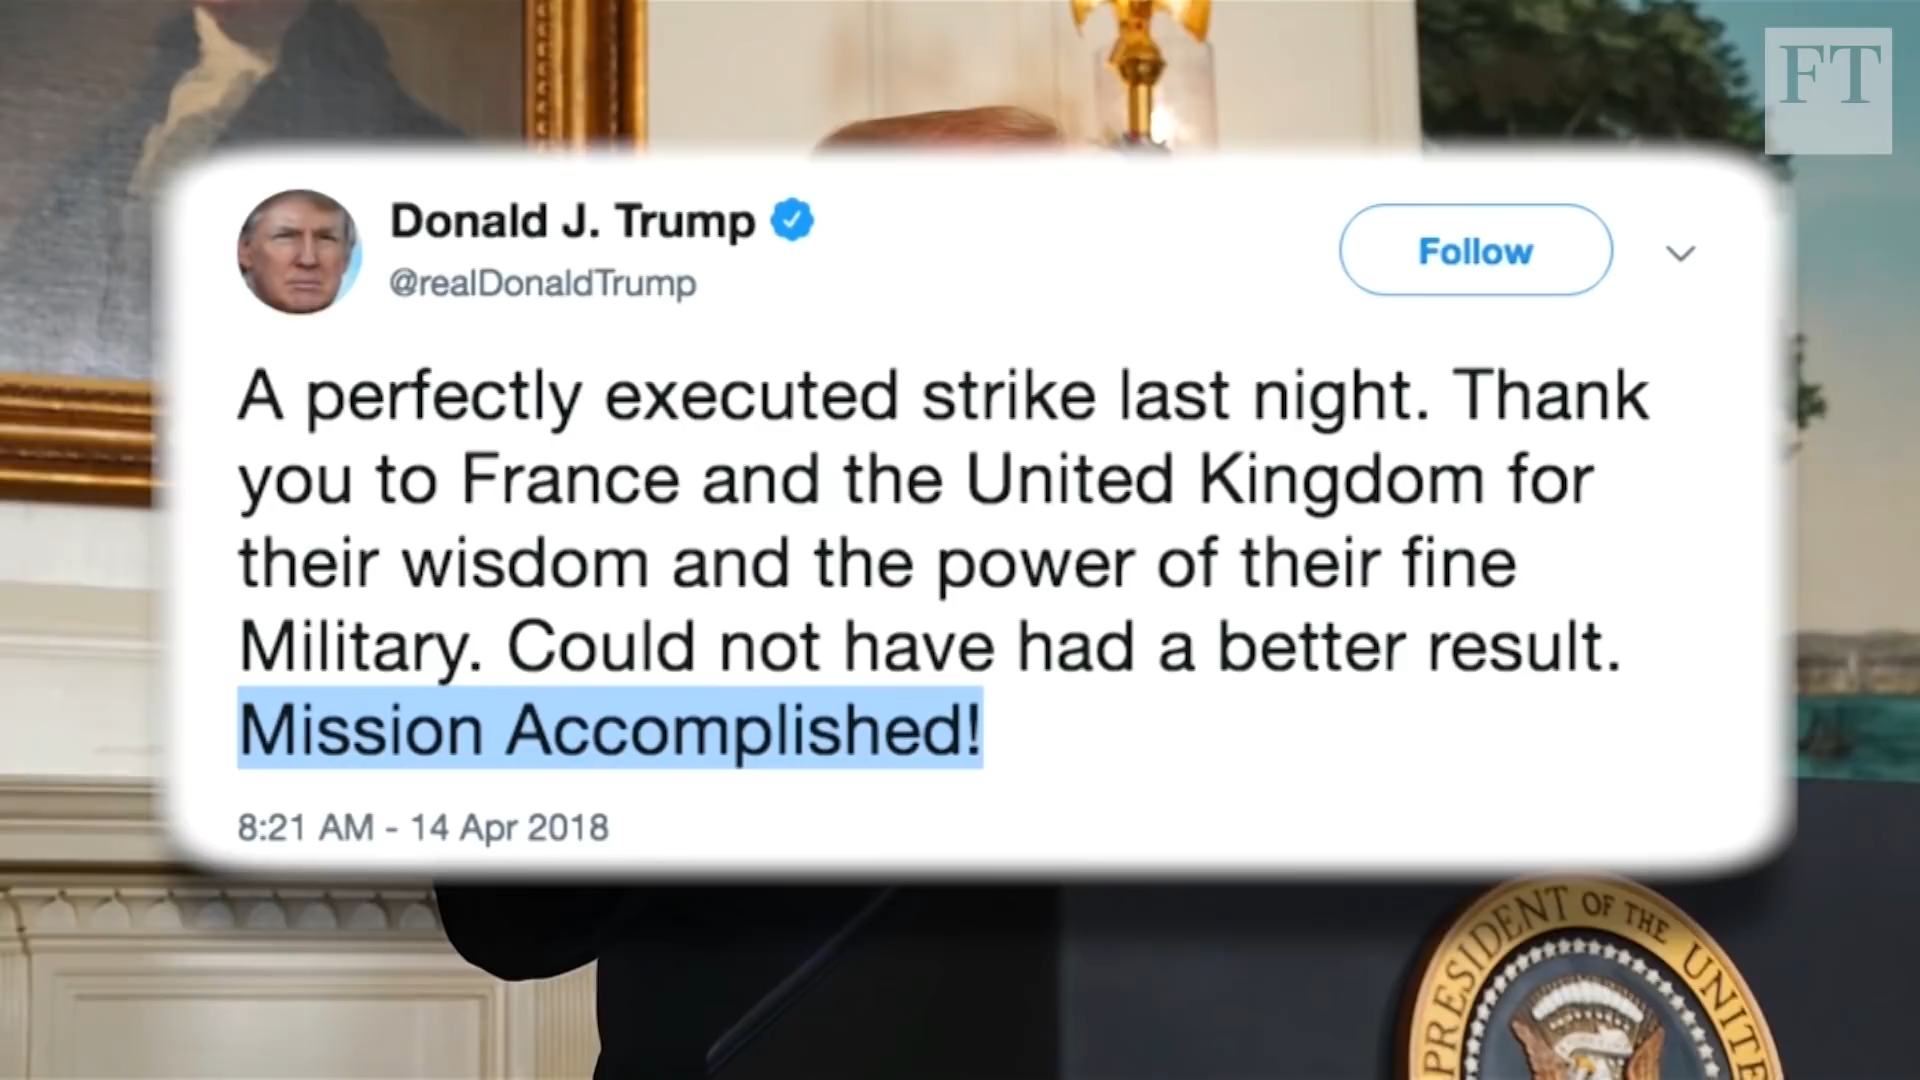 FT
Donald J. Trump
@realDonaldTrump
Follow
A perfectly executed strike last night. Thank
you to France and the United Kingdom for
their wisdom and the power of their fine
Military. Could not have had a better result.
Mission Accomplished!
8:21 AM - 14 Apr 2018
PRESIDENT OF THE UNITE